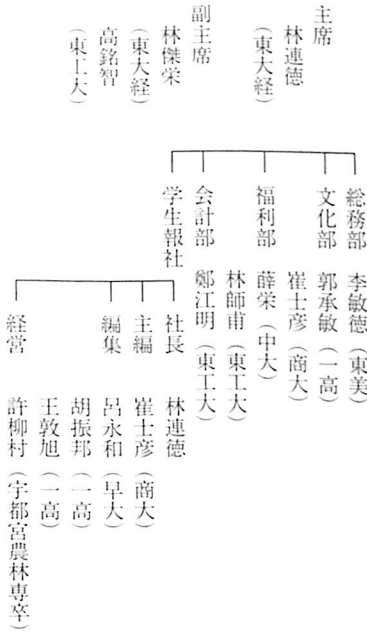 主席
林連徳
（東大経）
副主席
林傑栄
（東大経）
高銘智
（東工大）
総務部 李敏徳（東美）
文化部 郭承敏（一高）
崔士彦（商大）
福利部 薛栄（中大）
林師甫（東工大）
会計部 鄭江明（東工大）
学生報社
社長 林連徳
主編 崔士彦（商大）
編集 呂永和（早大）
胡振邦（一高）
王敦旭（一高）
経営 許柳村（宇都宮農林専卒）